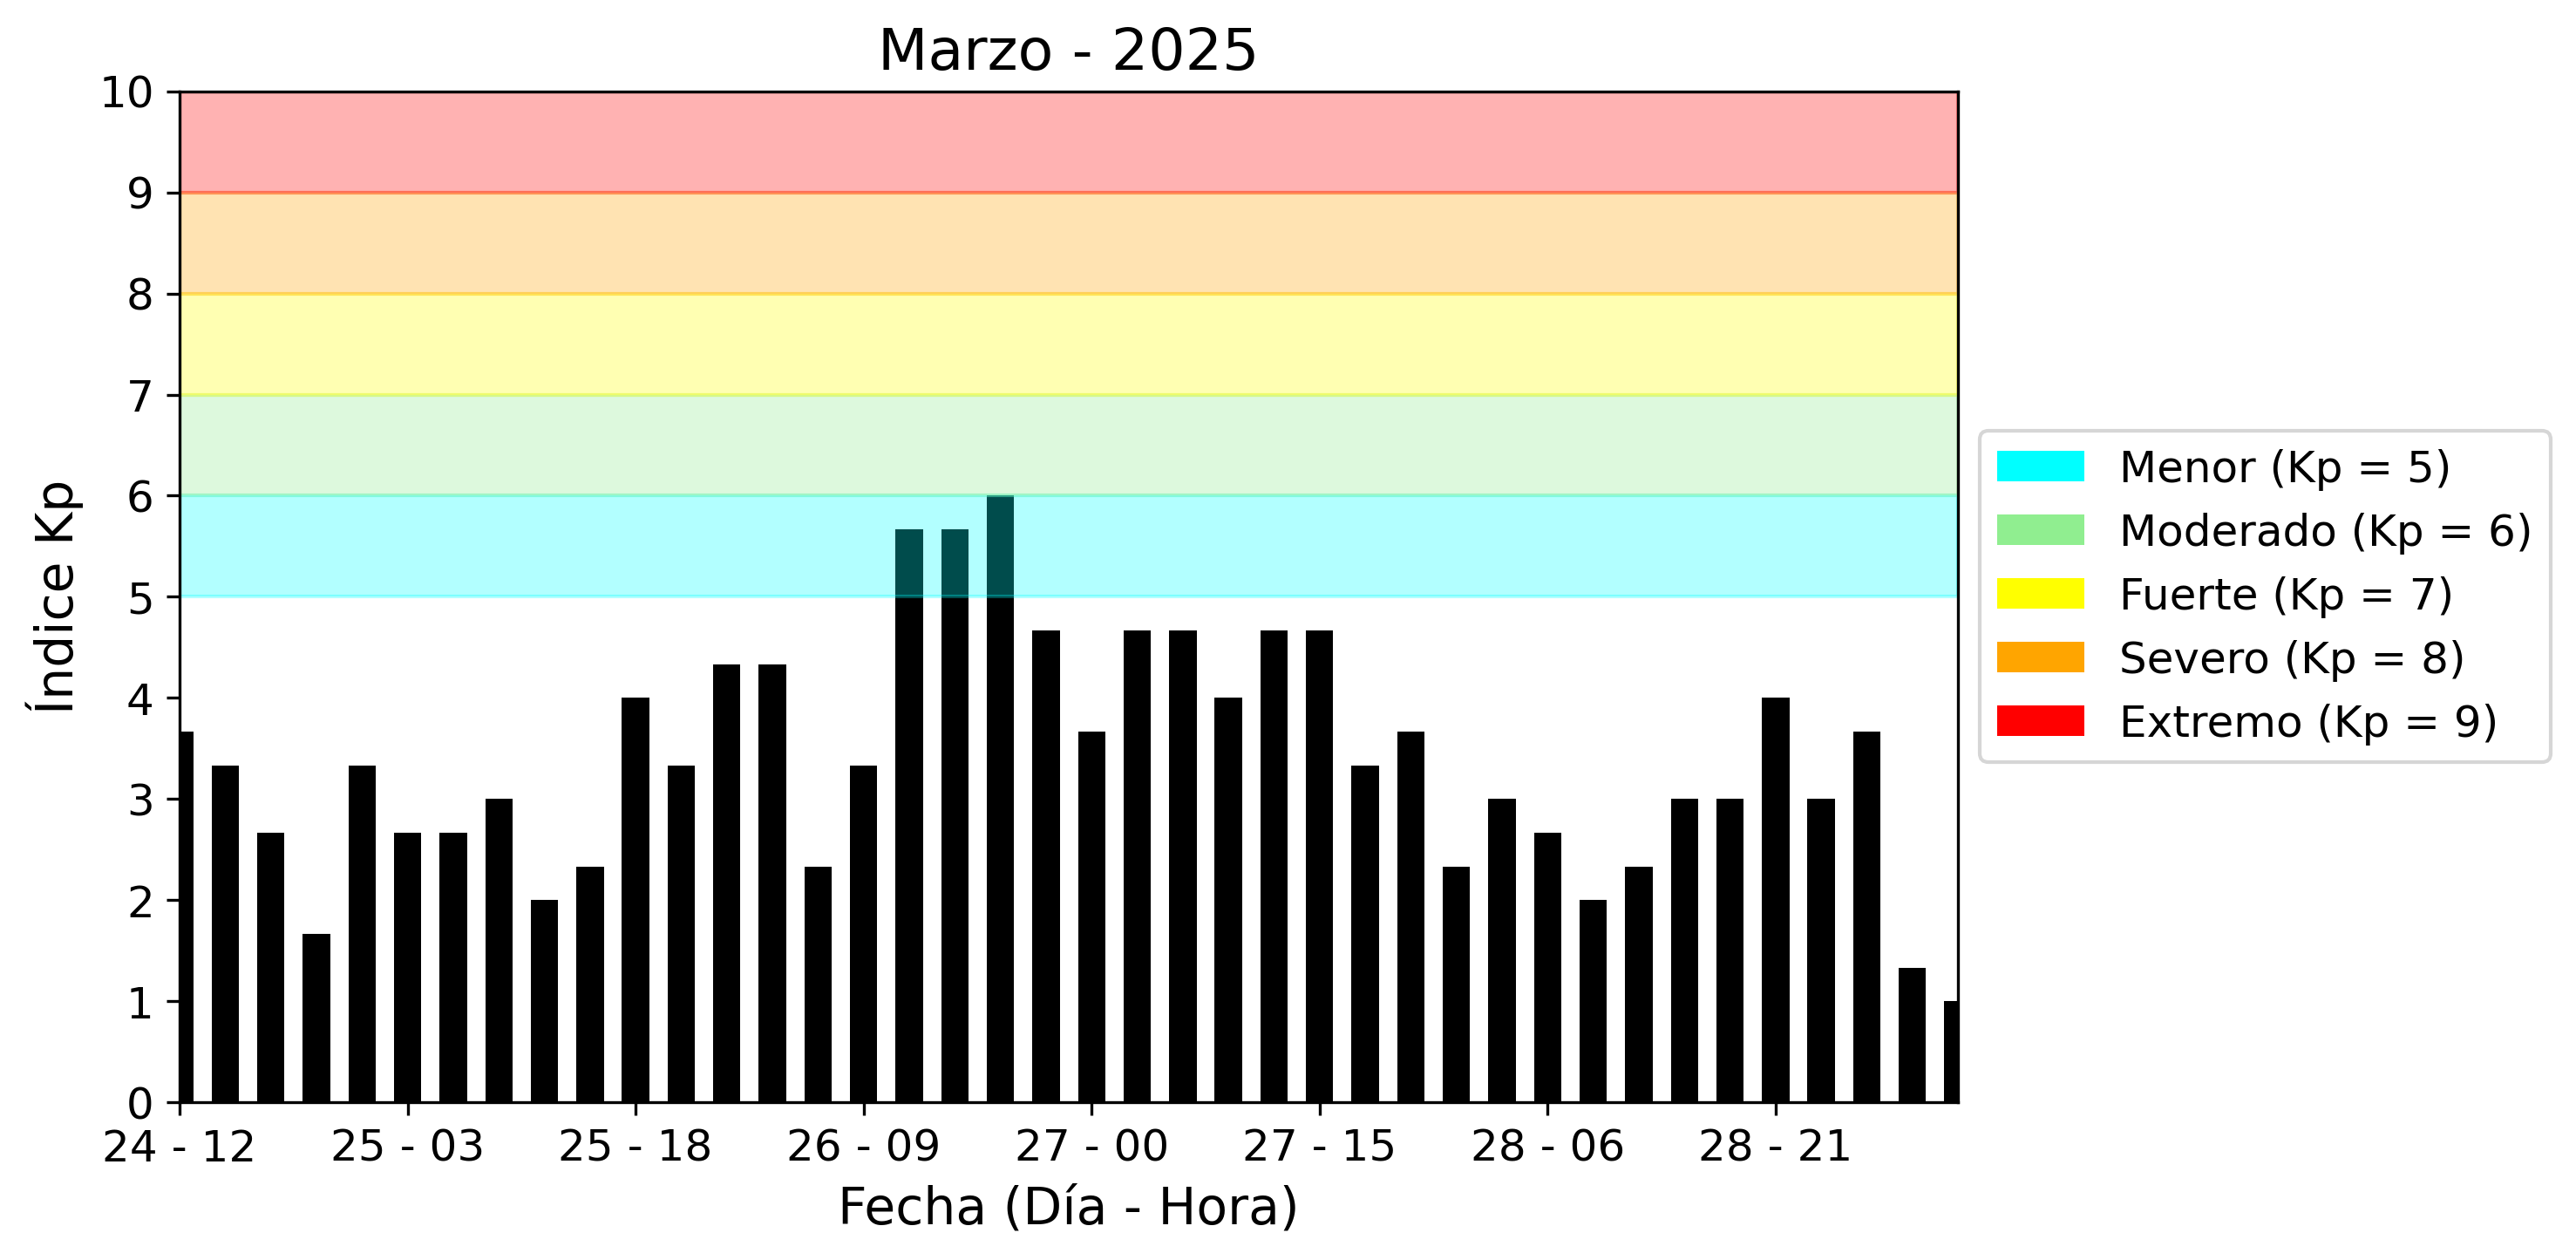 Marzo - 2025
10
9
8
7
6
5
4
3
2
1
0
Índice Kp
24 - 12
25 - 03
25 - 18
26 - 09
27 - 00
27 - 15
28 - 06
28 - 21
Fecha (Día - Hora)
Menor (Kp = 5)
Moderado (Kp = 6)
Fuerte (Kp = 7)
Severo (Kp = 8)
Extremo (Kp = 9)